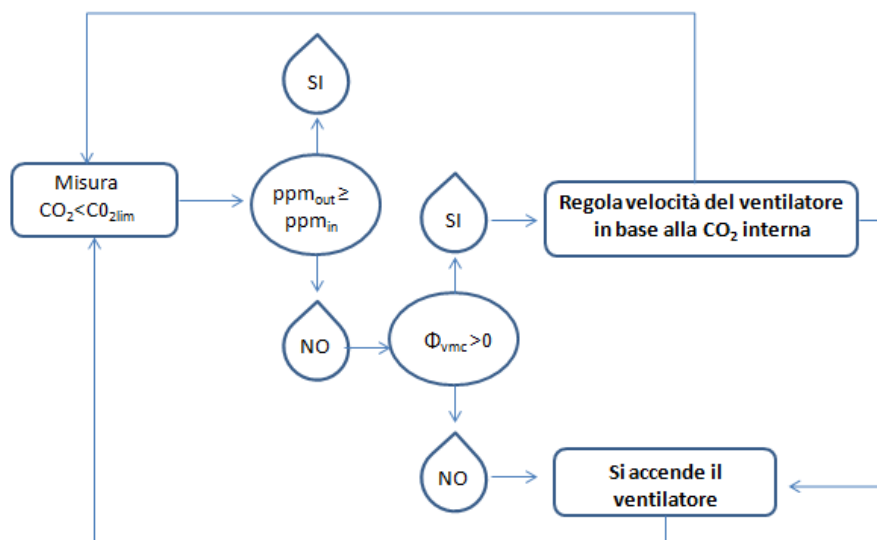 SI
Misura
CO₂<C0₂lim
ppmout≥
ppmin
SI
Regola velocità del ventilatore
in base alla CO₂ interna
NO
Φvmc>0
NO
Si accende il
ventilatore